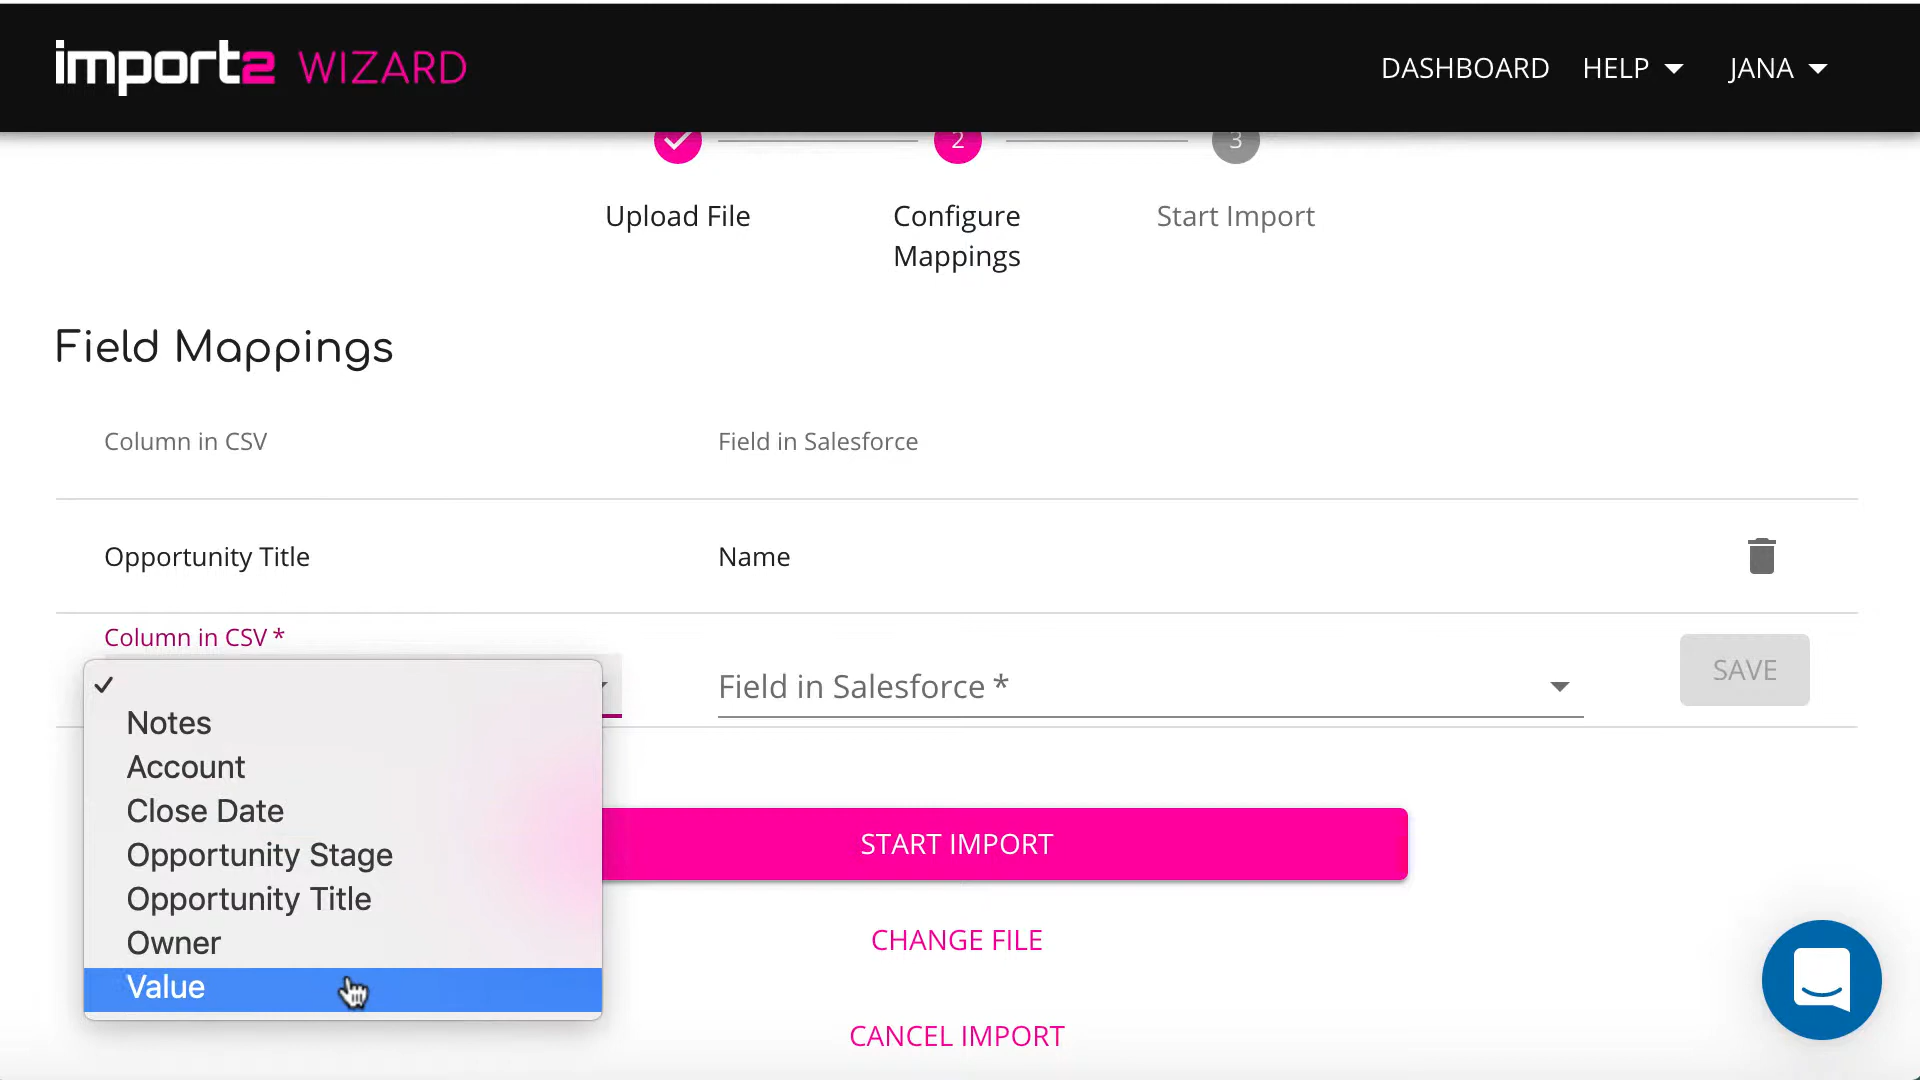 import2 WIZARD
DASHBOARD HELP JANA
2 3
Upload File Configure Mappings Start Import
Field Mappings
Column in CSV Field in Salesforce
Opportunity Title Name
Column in CSV *
Field in Salesforce * SAVE
Notes
Account
Close Date
Opportunity Stage
Opportunity Title
Owner
Value
START IMPORT
CHANGE FILE
CANCEL IMPORT